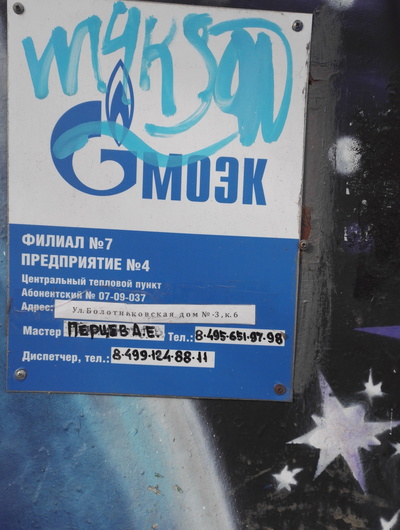 мэкSON
МОЭК
ФИЛИАЛ №7
ПРЕДПРИЯТИЕ №4
Центральный тепловой пункт
Абонентский № 07-09-037
Адрес: Ул.Болотниковская дом №-3,к.6
Мастер ПЕРЦЕВ А.Е. Тел.: 8-495-651-97-98
Диспетчер, тел.: 8-499-124-88-11